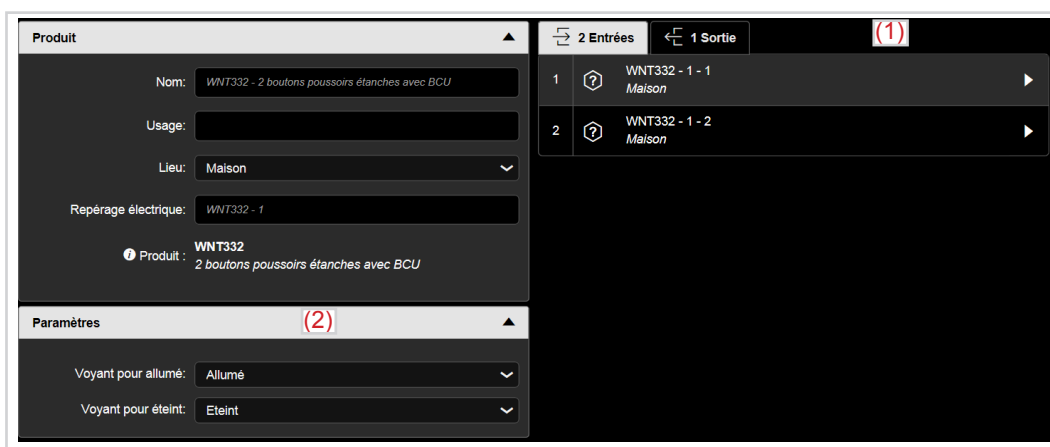 Produit
Nom: WNT332 - 2 boutons poussoirs étanches avec BCU
Usage:
Lieu: Maison
Repérage électrique: WNT332 - 1
Produit : WNT332
2 boutons poussoirs étanches avec BCU
Paramètres (2)
Voyant pour allumé: Allumé
Voyant pour éteint: Eteint
2 Entrées 1 Sortie (1)
1 WNT332 - 1 - 1
Maison
2 WNT332 - 1 - 2
Maison